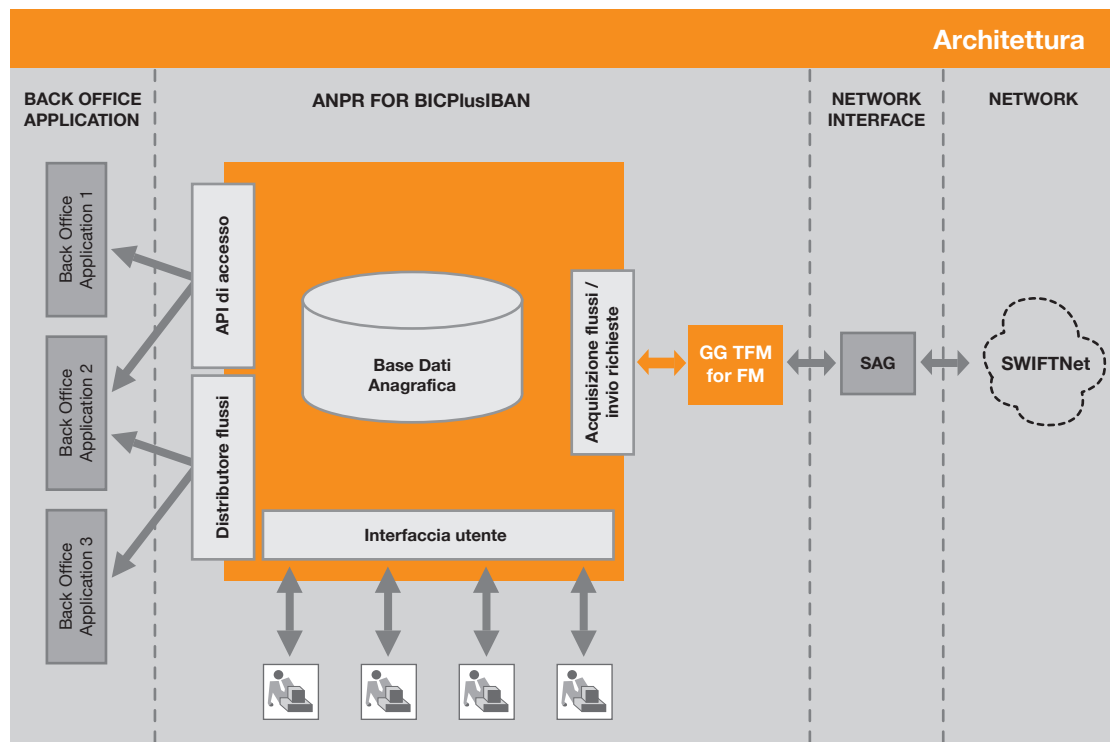 Architettura
BACK OFFICE
APPLICATION
ANPR FOR BICPlusIBAN
NETWORK
INTERFACE
NETWORK
Back Office
Application 1
Back Office
Application 2
Back Office
Application 3
API di accesso
Distributore flussi
Base Dati
Anagrafica
Interfaccia utente
Acquisizione flussi /
invio richieste
GG TFM
for FM
SAG
SWIFTNet